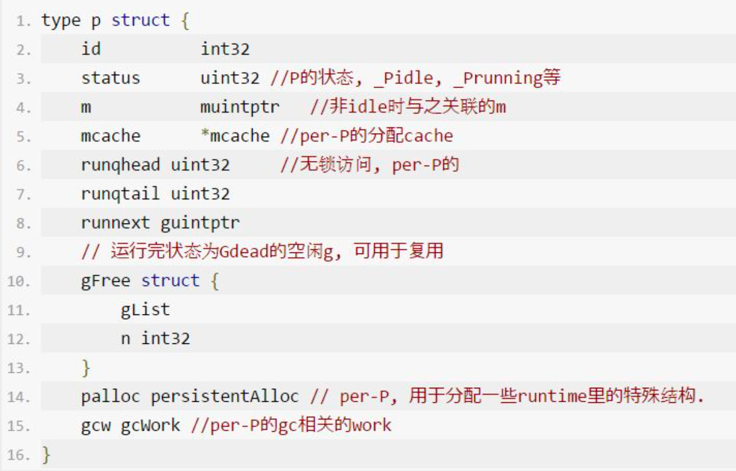 1. type p struct {
2.     id          int32
3.     status      uint32 //P的状态, _Pidle, _Prunning等
4.     m           muintptr   //非idle时与之关联的m
5.     mcache      *mcache //per-P的分配cache
6.     runqhead uint32     //无锁访问, per-P的
7.     runqtail uint32
8.     runnext guintptr
9.     // 运行完状态为Gdead的空闲g, 可用于复用
10.     gFree struct {
11.         gList
12.         n int32
13.     }
14.     palloc persistentAlloc // per-P, 用于分配一些runtime里的特殊结构.
15.     gcw gcWork //per-P的gc相关的work
16. }